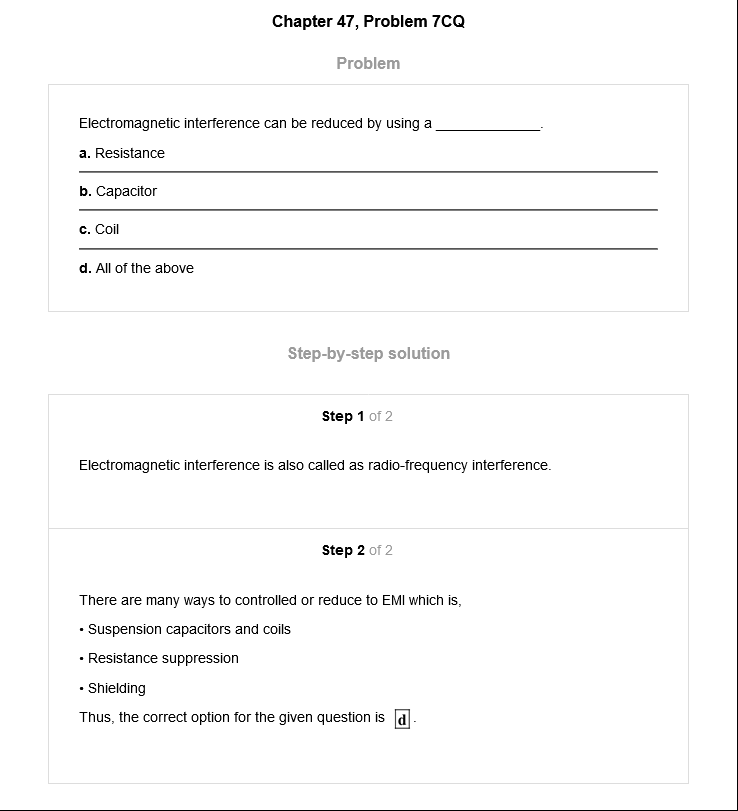 Chapter 47, Problem 7CQ
Problem
Electromagnetic interference can be reduced by using a _____________.
a. Resistance
b. Capacitor
c. Coil
d. All of the above
Step-by-step solution
Step 1 of 2
Electromagnetic interference is also called as radio-frequency interference.
Step 2 of 2
There are many ways to controlled or reduce to EMI which is,
• Suspension capacitors and coils
• Resistance suppression
• Shielding
Thus, the correct option for the given question is d.